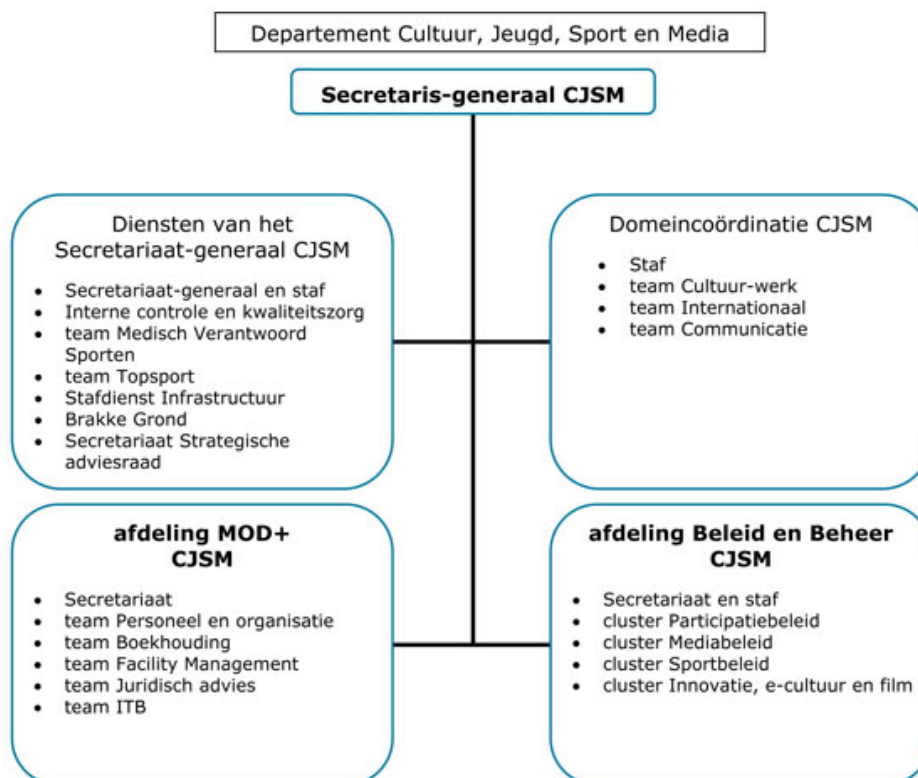 Departement Cultuur, Jeugd, Sport en Media
Secretaris-generaal CJSM
Diensten van het
Secretariaat-generaal CJSM
• Secretariaat-generaal en staf
• Interne controle en kwaliteitszorg
• team Medisch Verantwoord
Sporten
• team Topsport
• Stafdienst Infrastructuur
• Brakke Grond
• Secretariaat Strategische
adviesraad
Domeincoördinatie CJSM
• Staf
• team Cultuur-werk
• team Internationaal
• team Communicatie
afdeling MOD+
CJSM
• Secretariaat
• team Personeel en organisatie
• team Boekhouding
• team Facility Management
• team Juridisch advies
• team ITB
afdeling Beleid en Beheer
CJSM
• Secretariaat en staf
• cluster Participatiebeleid
• cluster Mediabeleid
• cluster Sportbeleid
• cluster Innovatie, e-cultuur en film